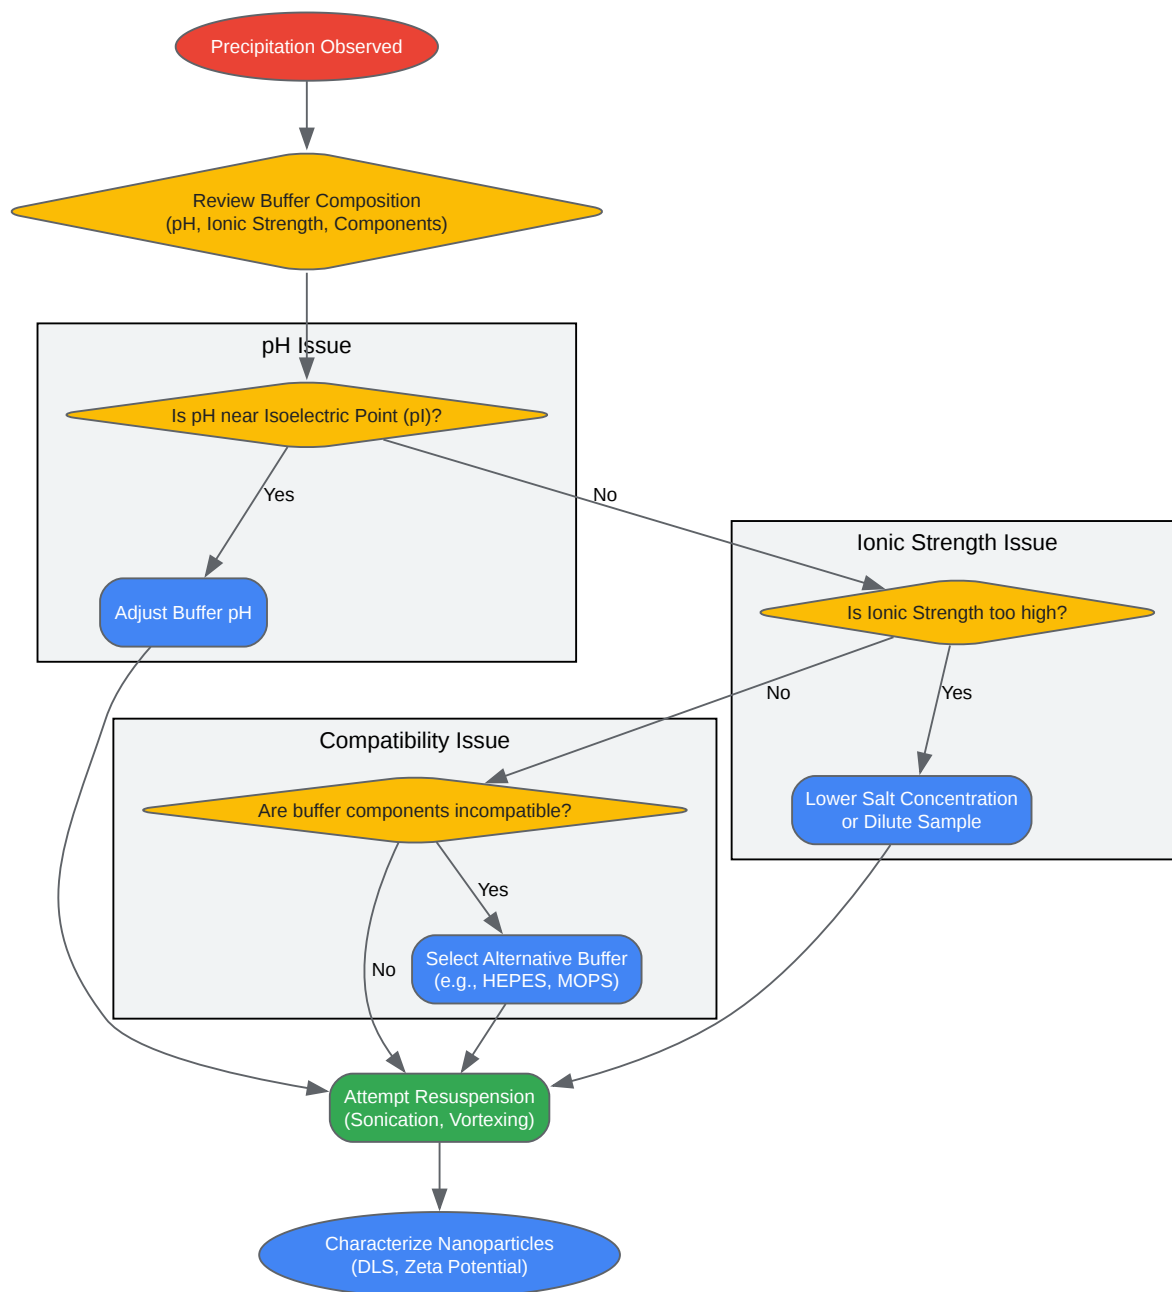 Precipitation Observed
Review Buffer Composition
(pH, Ionic Strength, Components)
pH Issue
Is pH near Isoelectric Point (pI)?
Yes
No
Adjust Buffer pH
Ionic Strength Issue
Is Ionic Strength too high?
No
Yes
Lower Salt Concentration
or Dilute Sample
Compatibility Issue
Are buffer components incompatible?
Yes
No
Select Alternative Buffer
(e.g., HEPES, MOPS)
Attempt Resuspension
(Sonication, Vortexing)
Characterize Nanoparticles
(DLS, Zeta Potential)